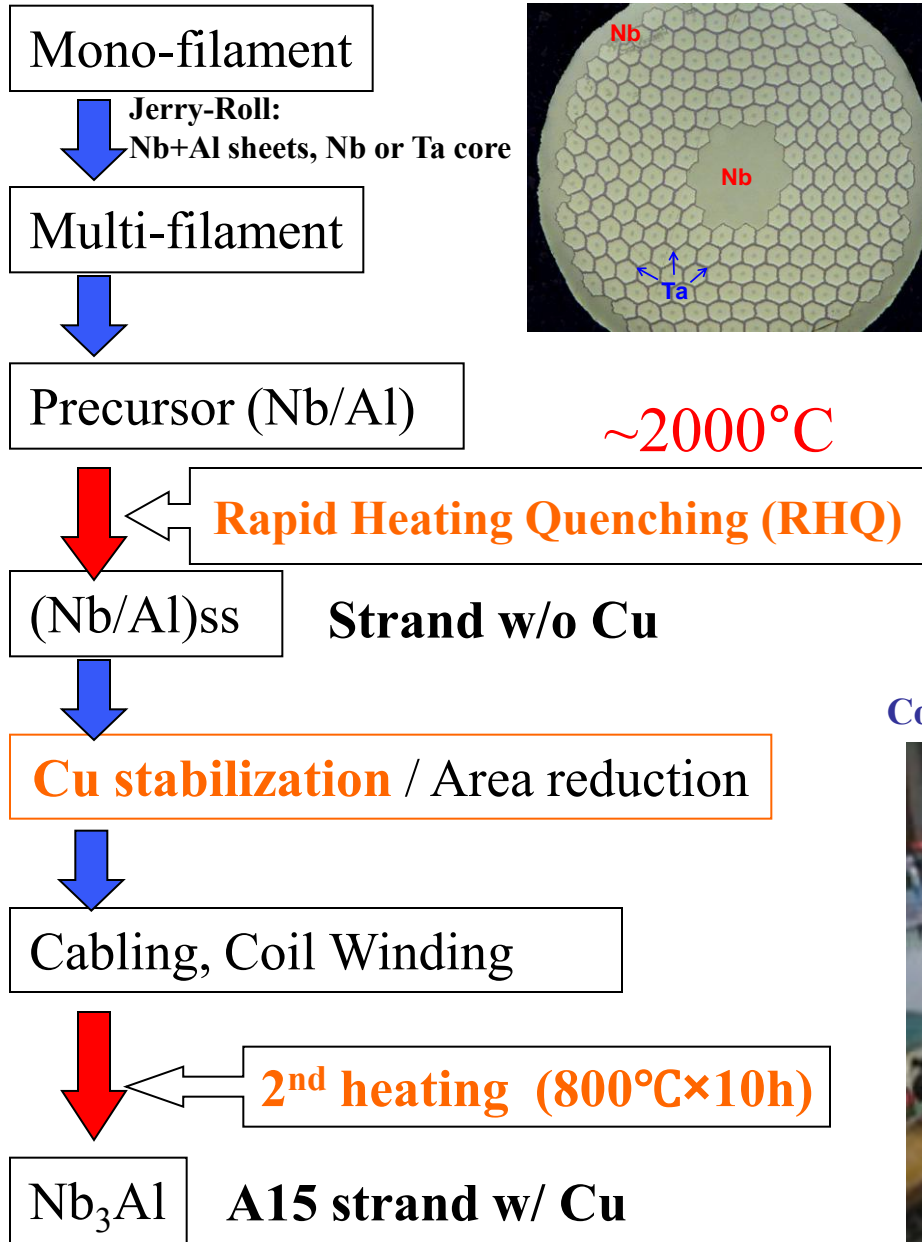 Mono-filament
Jerry-Roll:
Nb+Al sheets, Nb or Ta core
Multi-filament
Nb
Nb
Ta
Precursor (Nb/Al)
~2000°C
Rapid Heating Quenching (RHQ)
(Nb/Al)ss
Strand w/o Cu
Co
Cu stabilization / Area reduction
Cabling, Coil Winding
2nd heating (800℃×10h)
Nb₃Al
A15 strand w/ Cu